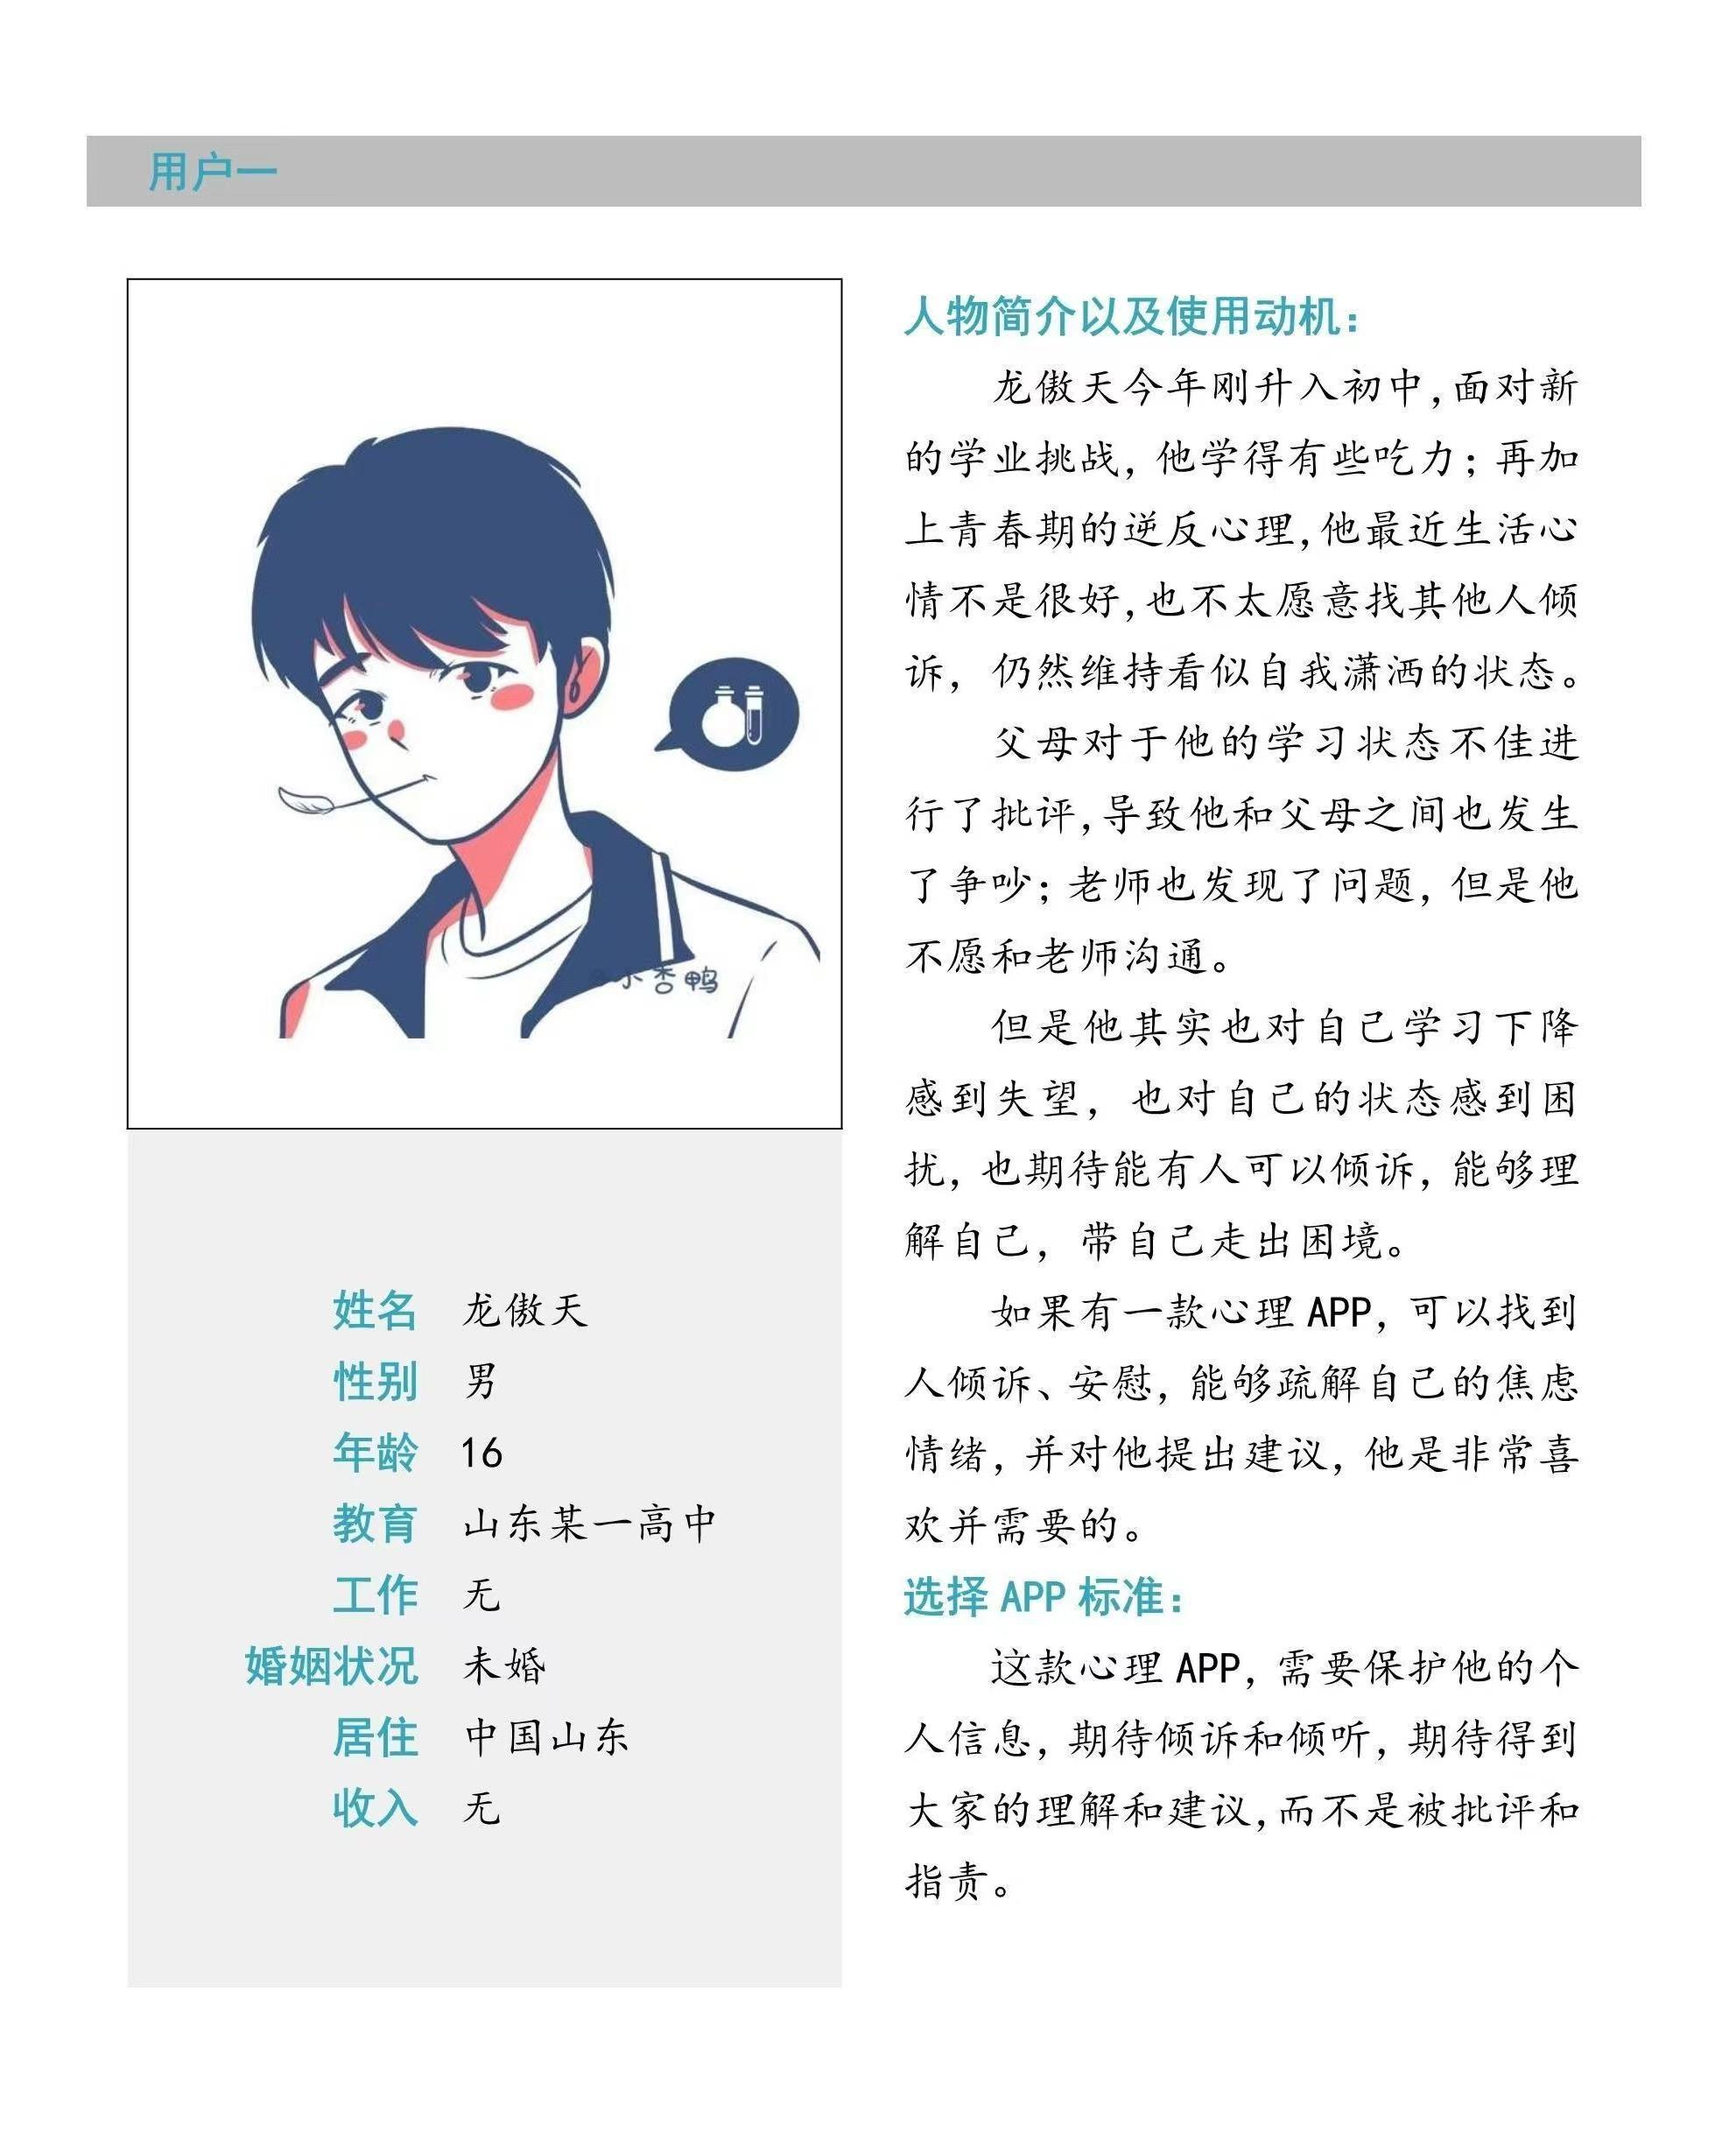 用户一
人物简介以及使用动机：
龙傲天今年刚升入初中，面对新
的学业挑战，他学得有些吃力；再加
上青春期的逆反心理，他最近生活心
情不是很好，也不太愿意找其他人倾
诉，仍然维持看似自我潇洒的状态。
父母对于他的学习状态不佳进
行了批评，导致他和父母之间也发生
了争吵；老师也发现了问题，但是他
不愿和老师沟通。
但是他其实也对自己学习下降
感到失望，也对自己的状态感到困
扰，也期待能有人可以倾诉，能够理
解自己，带自己走出困境。
如果有一款心理 APP，可以找到
人倾诉、安慰，能够疏解自己的焦虑
情绪，并对他提出建议，他是非常喜
欢并需要的。
选择 APP 标准：
这款心理 APP，需要保护他的个
人信息，期待倾诉和倾听，期待得到
大家的理解和建议，而不是被批评和
指责。
姓名 龙傲天
性别 男
年龄 16
教育 山东某一高中
工作 无
婚姻状况 未婚
居住 中国山东
收入 无